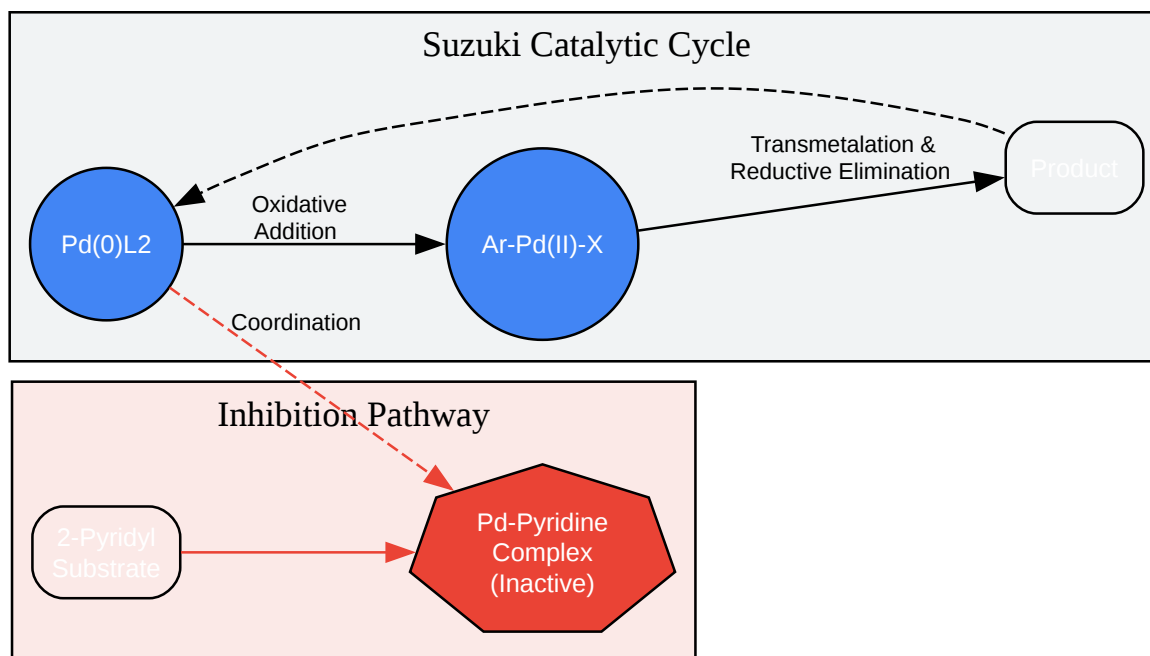 Suzuki Catalytic Cycle
Transmetalation &
Reductive Elimination
Product
Oxidative
Addition
Pd(0)L2
Ar-Pd(II)-X
Coordination
Inhibition Pathway
2-Pyridyl
Substrate
Pd-Pyridine
Complex
(Inactive)